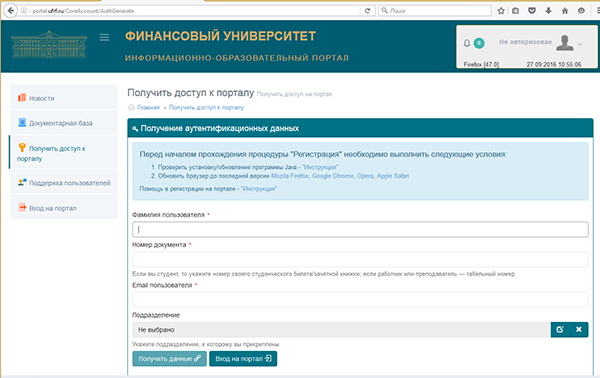 portal.ufrf.ru/CoreAccount/AuthGenerate
Поиск
ФИНАНСОВЫЙ УНИВЕРСИТЕТ
ИНФОРМАЦИОННО-ОБРАЗОВАТЕЛЬНЫЙ ПОРТАЛ
0
Не авторизован
Firefox [47.0]
27.09.2016 10:55:06
Новости
Документарная база
Получить доступ к
порталу
Поддержка пользователей
Вход на портал
Получить доступ к порталу Получить доступ на портал
Главная » Получить доступ к порталу
Получение аутентификационных данных
Перед началом прохождения процедуры "Регистрация" необходимо выполнить следующие условия:
1. Проверить установку/обновление программы Java - "Инструкция"
2. Обновить браузер до последней версии Mozila Firefox, Google Chrome, Opera, Apple Safari
Помощь в регистрации на портале - "Инструкция"
Фамилия пользователя *
Номер документа *
Если вы студент, то укажите номер своего студенческого билета/зачётной книжки; если работник или преподаватель — табельный номер.
Email пользователя *
Подразделение
Не выбрано
Укажите подразделение, к которому вы прикреплены
Получить данные
Вход на портал